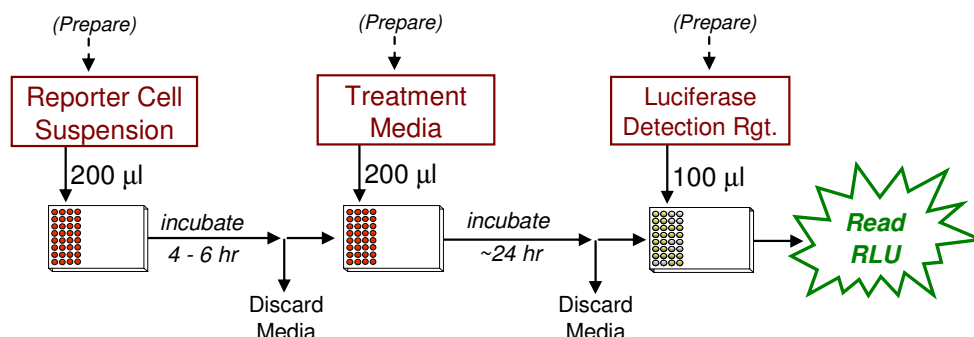 (Prepare)
(Prepare)
(Prepare)
Reporter Cell
Suspension
Treatment
Media
Luciferase
Detection Rgt.
200 µl
200 µl
100 µl
incubate
4 - 6 hr
incubate
~24 hr
Read
RLU
Discard
Media
Discard
Media